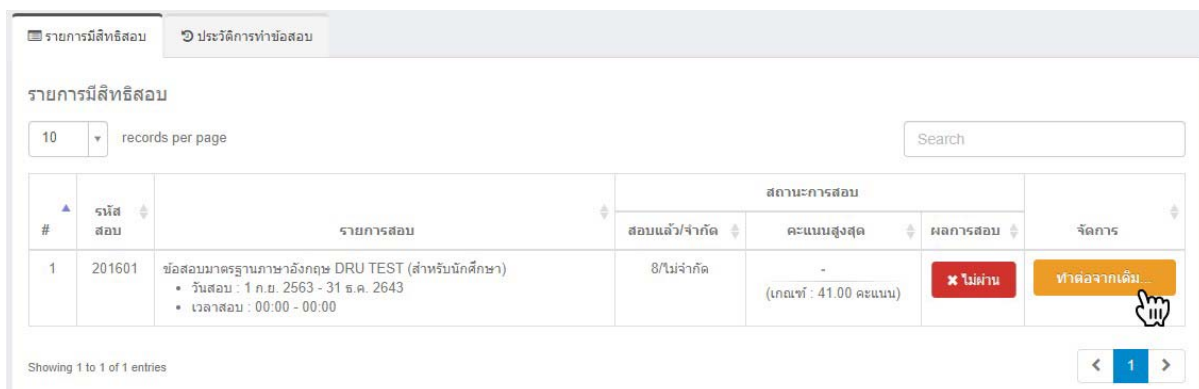 รายการมีสิทธิสอบ ประวัติการทำข้อสอบ
รายการมีสิทธิสอบ
10 records per page Search
# รหัสสอบ รายการสอบ สถานะการสอบ จัดการ
สอบแล้ว/จำกัด คะแนนสูงสุด ผลการสอบ
1 201601 ข้อสอบมาตรฐานภาษาอังกฤษ DRU TEST (สำหรับนักศึกษา) 8/ไม่จำกัด - ไม่ผ่าน ทำต่อจากเดิม...
• วันสอบ : 1 ก.ย. 2563 - 31 ธ.ค. 2643 (เกณฑ์ : 41.00 คะแนน)
• เวลาสอบ : 00:00 - 00:00
Showing 1 to 1 of 1 entries 1